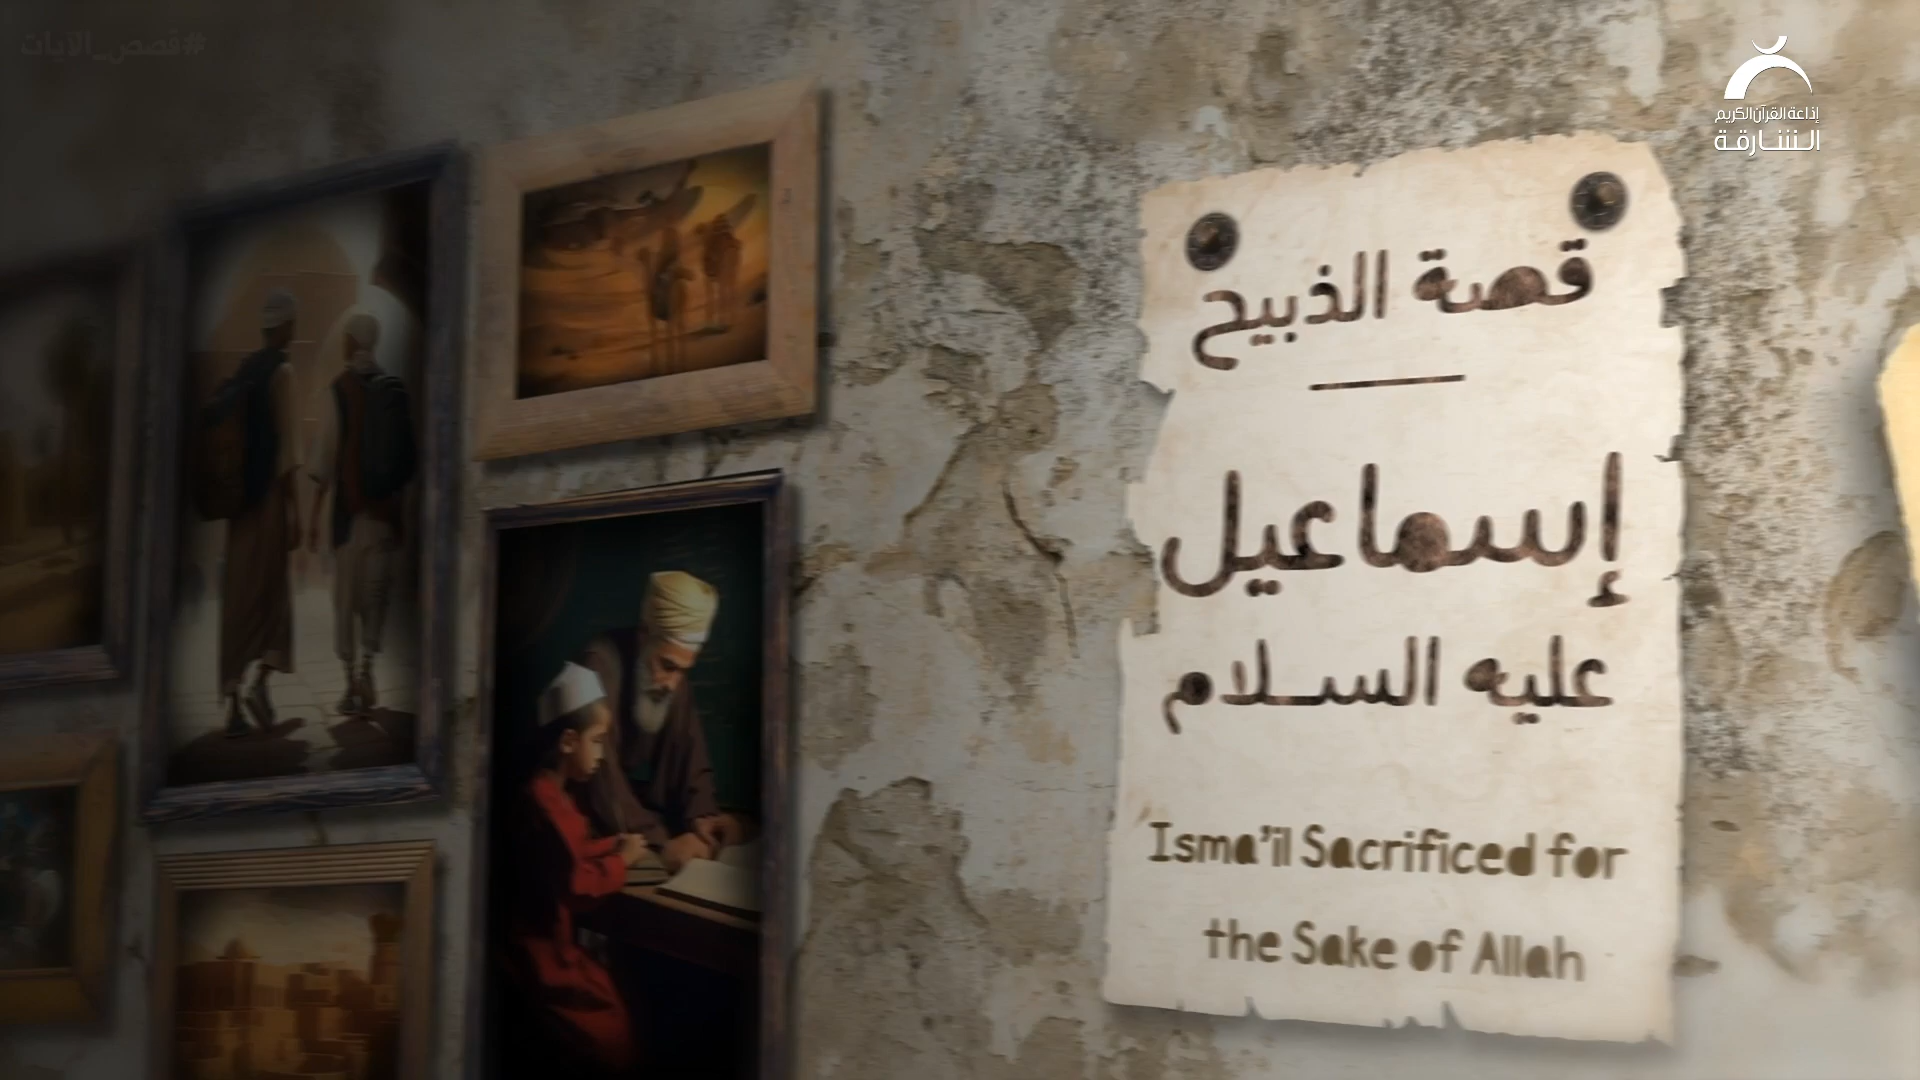 #قصص_الآيات
إذاعة القرآن الكريم
الشارقة
قصة الذبيح
إسماعيل
عليه السلام
Isma'il Sacrificed for
the Sake of Allah